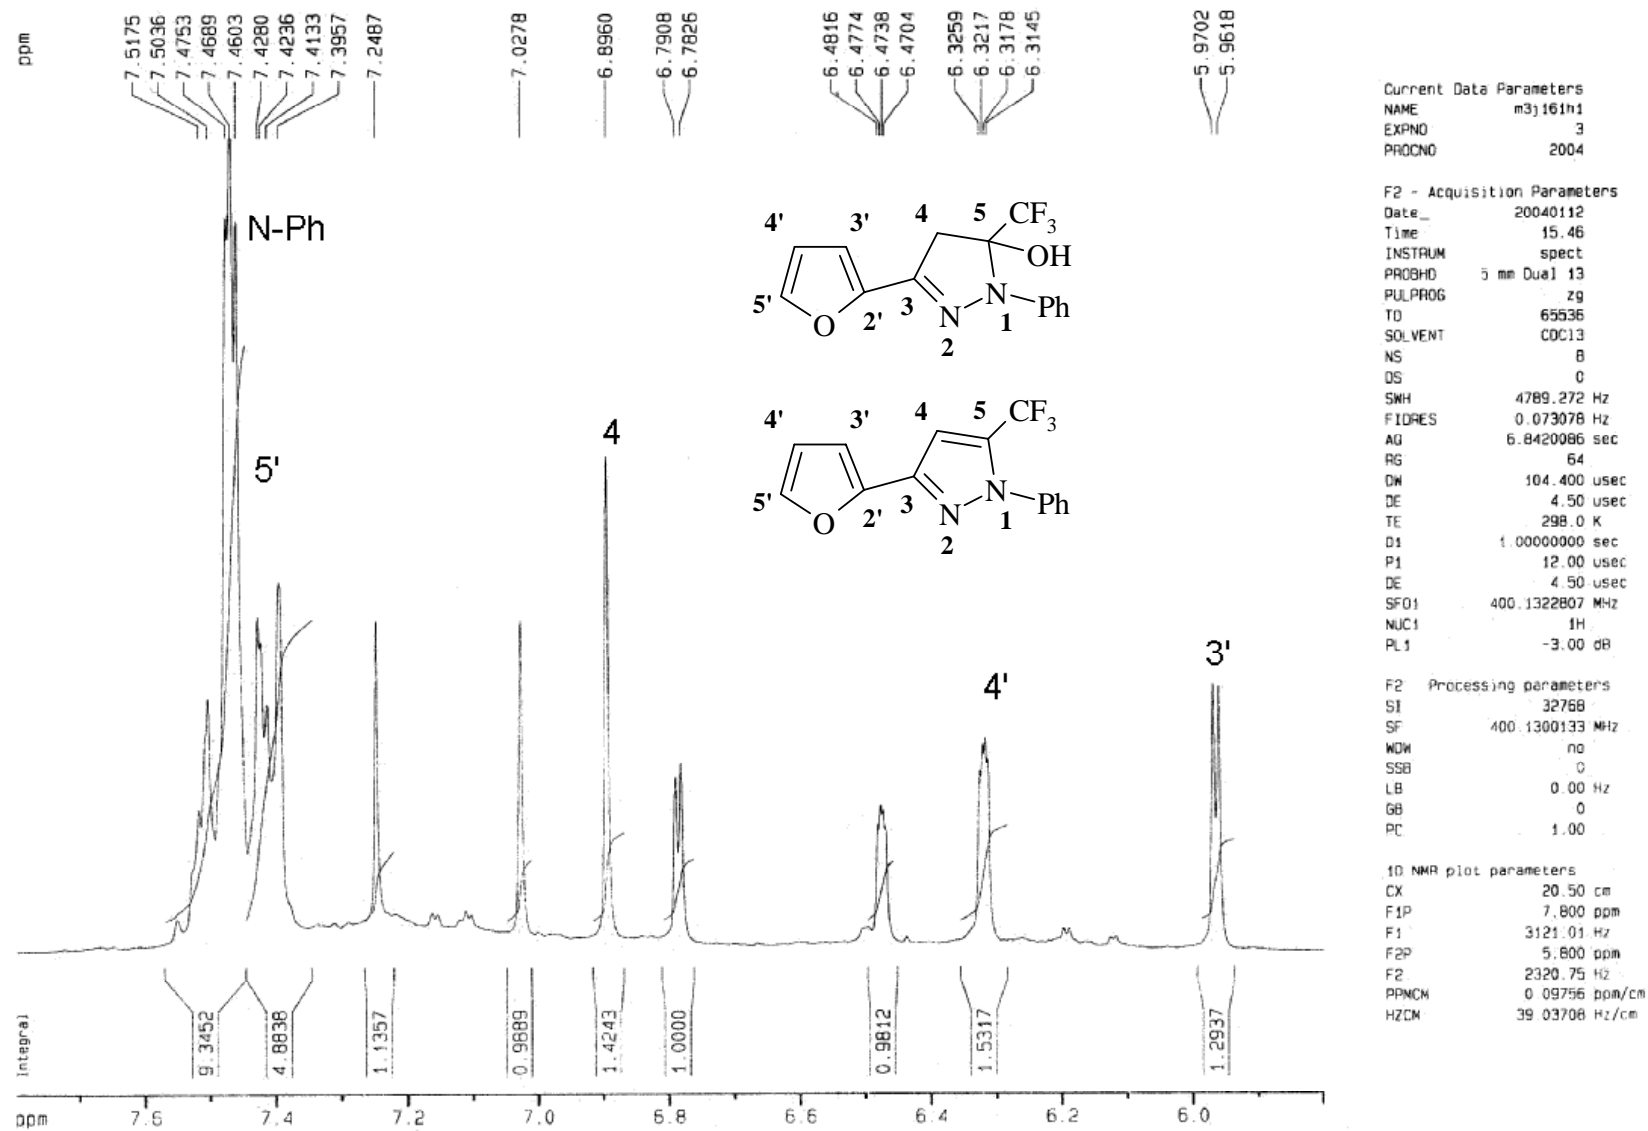 ppm
7.5175
7.5036
7.4753
7.4689
7.4603
7.4280
7.4236
7.4133
7.3957
7.2487
7.0278
6.8960
6.7908
6.7826
6.4816
6.4774
6.4738
6.4704
6.3259
6.3217
6.3178
6.3145
5.9702
5.9618
N-Ph
5'
4
4'
3'
4' 3' 4 5 CF3
OH
5' O 2' 3 N N Ph
1
2
4' 3' 4 5 CF3
5' O 2' 3 N N Ph
1
2
Current Data Parameters
NAME m3j161h1
EXPNO 3
PROCNO 2004
F2 - Acquisition Parameters
Date_ 20040112
Time 15.46
INSTRUM spect
PROBHD 5 mm Dual 13
PULPROG zg
TD 65536
SOLVENT CDCl3
NS 8
DS 0
SWH 4789.272 Hz
FIDRES 0.073078 Hz
AQ 6.8420086 sec
RG 64
DW 104.400 usec
DE 4.50 usec
TE 298.0 K
D1 1.00000000 sec
P1 12.00 usec
DE 4.50 usec
SFO1 400.1322807 MHz
NUC1 1H
PL1 -3.00 dB
F2 Processing parameters
SI 32768
SF 400.1300133 MHz
WDW no
SSB 0
LB 0.00 Hz
GB 0
PC 1.00
1D NMR plot parameters
CX 20.50 cm
F1P 7.800 ppm
F1 3121.01 Hz
F2P 5.800 ppm
F2 2320.75 Hz
PPMCM 0.09756 ppm/cm
HZCM 39.03708 Hz/cm
Integral
9.3452
4.8838
1.1357
0.9889
1.4243
1.0000
0.9812
1.5317
1.2937
ppm 7.6 7.4 7.2 7.0 6.8 6.6 6.4 6.2 6.0